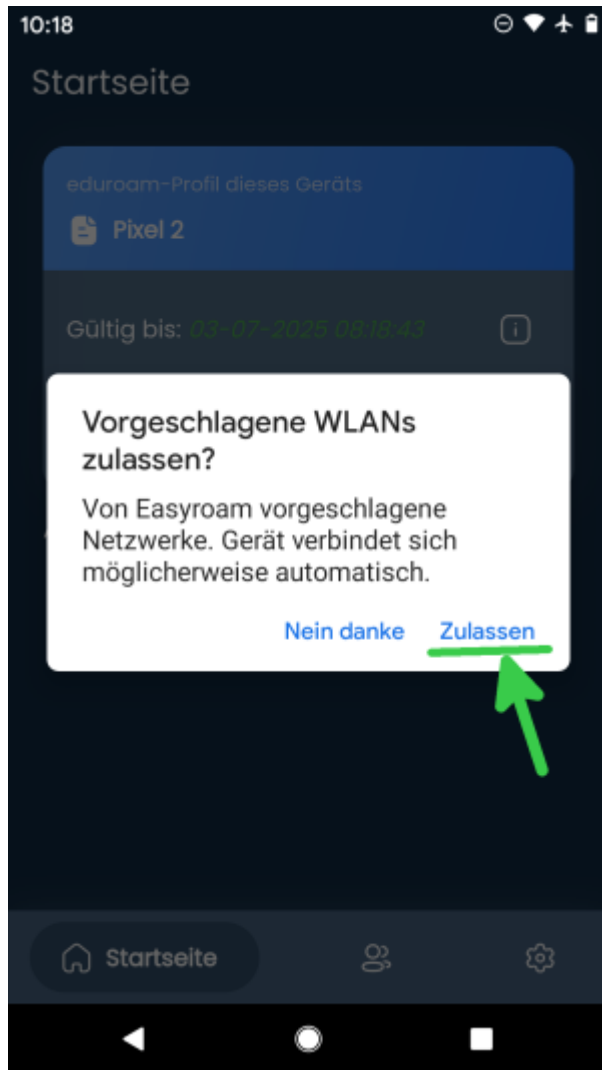 10:18
Startseite
eduroam-Profil dieses Geräts
Pixel 2
Gültig bis: 03-07-2025 08:18:43
Vorgeschlagene WLANs
zulassen?
Von Easyroam vorgeschlagene
Netzwerke. Gerät verbindet sich
möglicherweise automatisch.
Nein danke Zulassen
Startseite